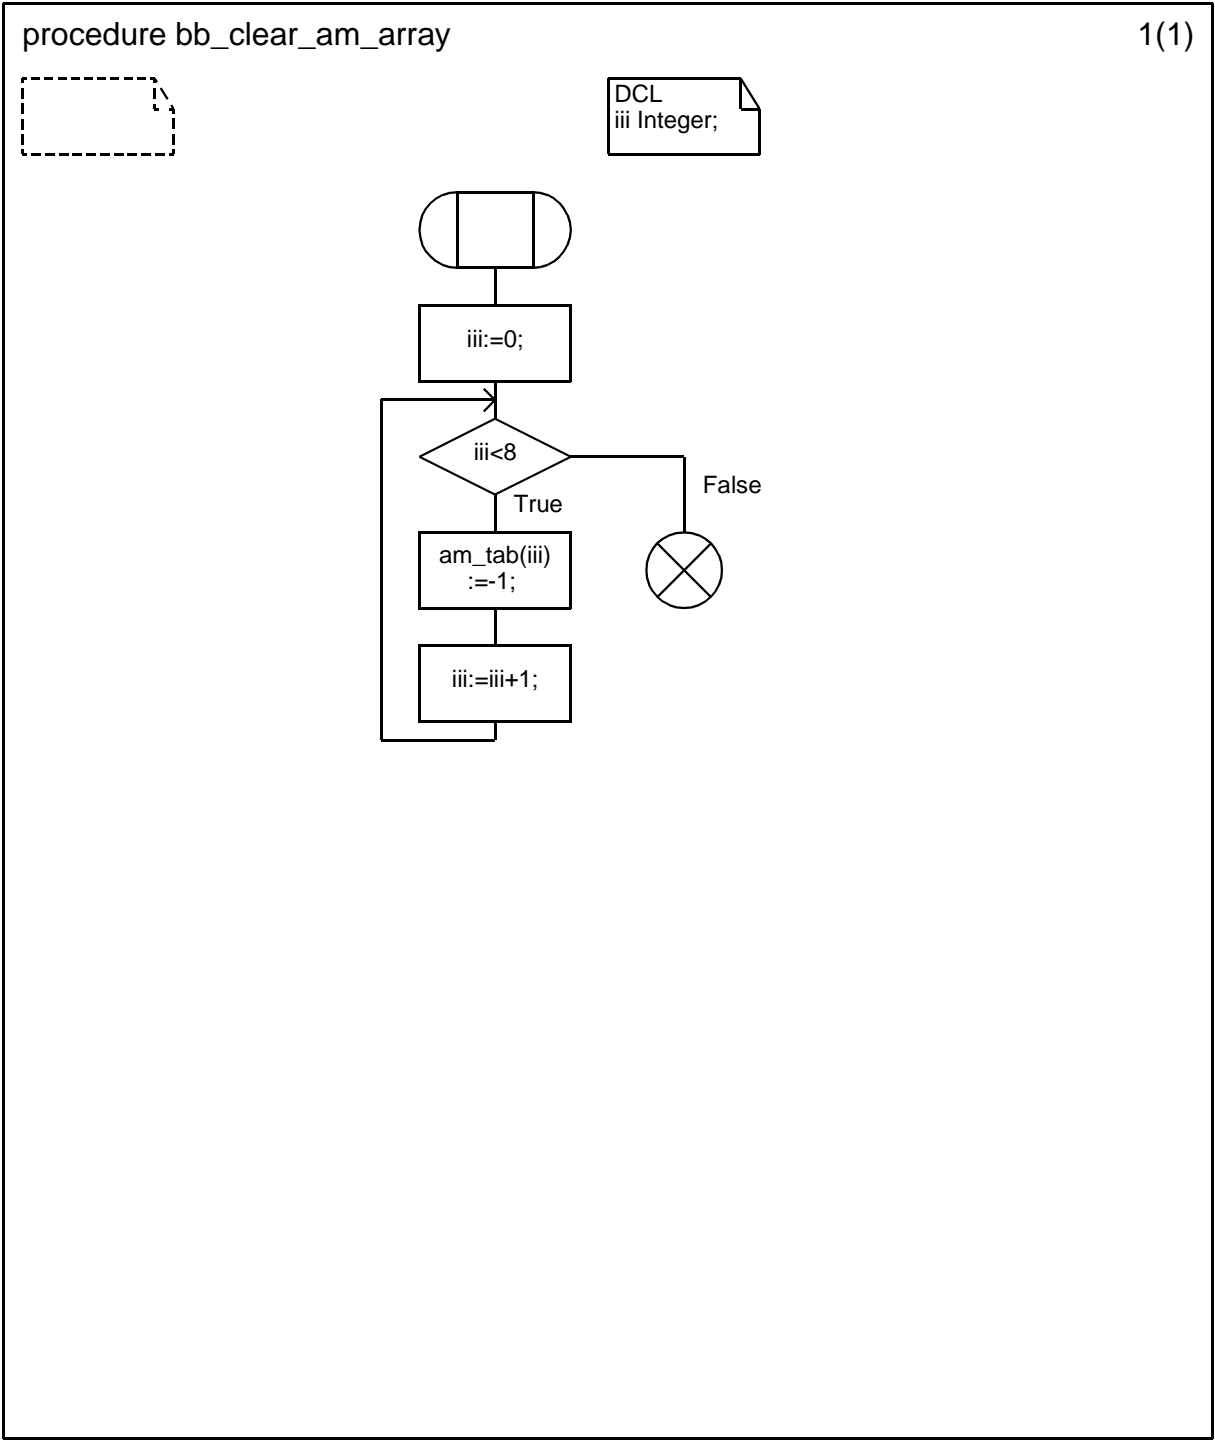 procedure bb_clear_am_array
1(1)
DCL
iii Integer;
iii:=0;
iii<8
False
True
am_tab(iii)
:=-1;
iii:=iii+1;